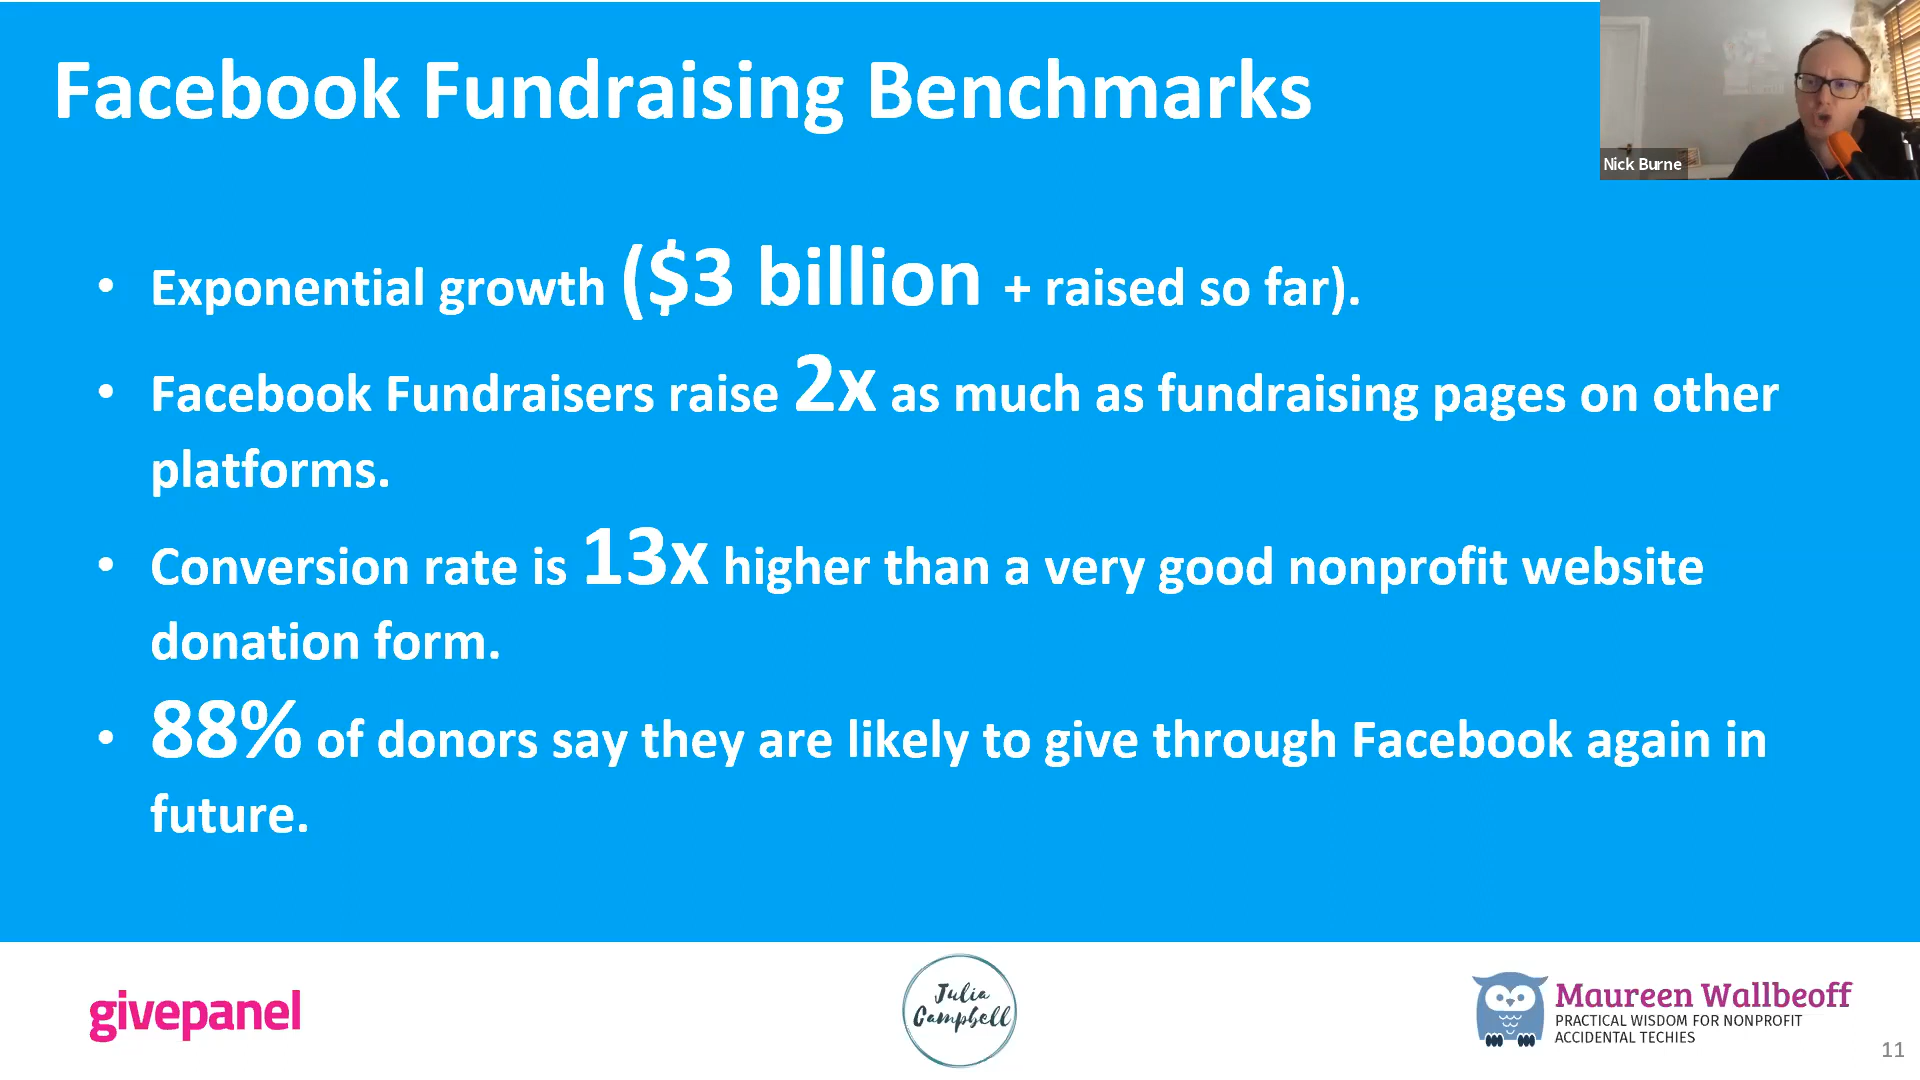 Facebook Fundraising Benchmarks
Nick Burne
• Exponential growth ($3 billion + raised so far).
• Facebook Fundraisers raise 2x as much as fundraising pages on other
platforms.
• Conversion rate is 13x higher than a very good nonprofit website
donation form.
• 88% of donors say they are likely to give through Facebook again in
future.
givepanel
Julia
Campbell
Maureen Wallbeoff
PRACTICAL WISDOM FOR NONPROFIT
ACCIDENTAL TECHIES
11